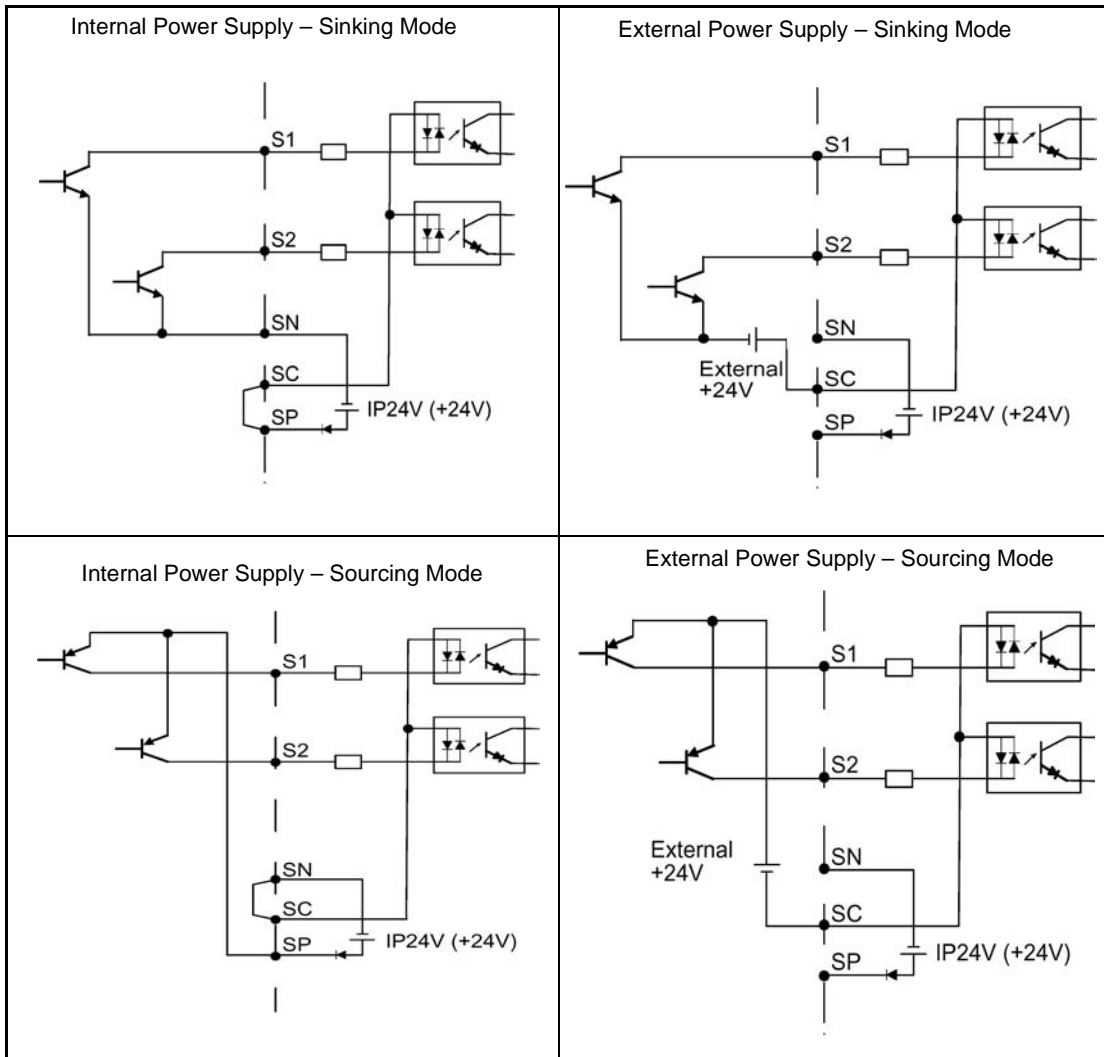 Internal Power Supply – Sinking Mode
S1
S2
SN
SC
SP
IP24V (+24V)
External Power Supply – Sinking Mode
S1
S2
SN
External
+24V
SC
SP
IP24V (+24V)
Internal Power Supply – Sourcing Mode
S1
S2
SN
SC
SP
IP24V (+24V)
External Power Supply – Sourcing Mode
S1
S2
External
+24V
SN
SC
SP
IP24V (+24V)